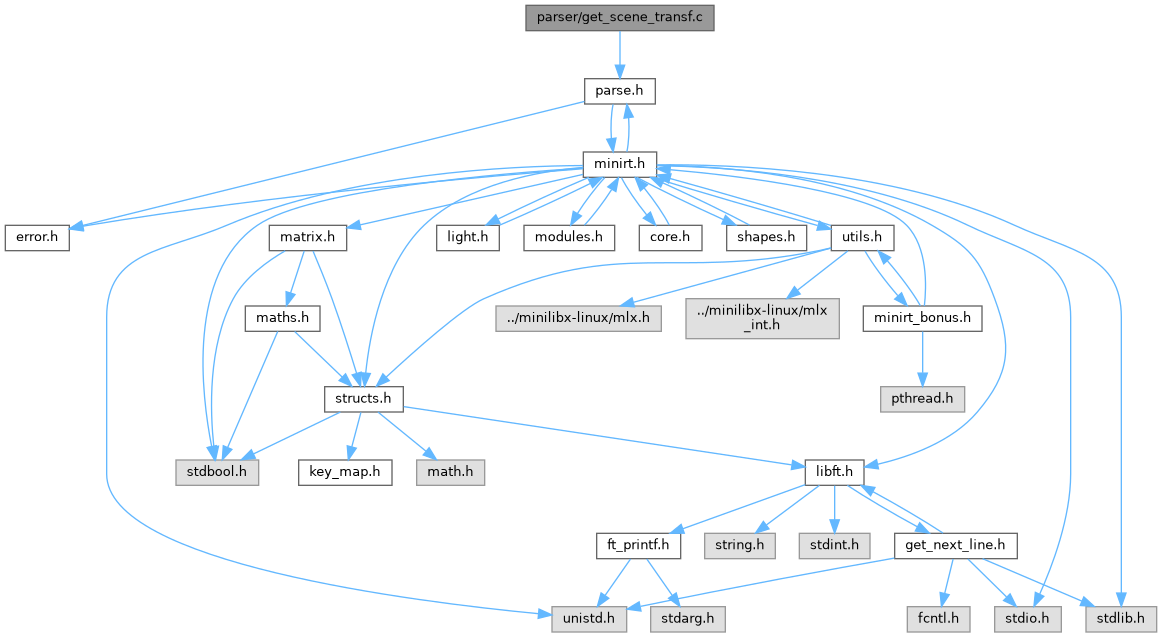 parser/get_scene_transf.c
parse.h
minirt.h
error.h
matrix.h
light.h
modules.h
core.h
shapes.h
utils.h
maths.h
../minilibx-linux/mlx.h
../minilibx-linux/mlx
_int.h
minirt_bonus.h
structs.h
pthread.h
stdbool.h
key_map.h
math.h
libft.h
ft_printf.h
string.h
stdint.h
get_next_line.h
unistd.h
stdarg.h
fcntl.h
stdio.h
stdlib.h